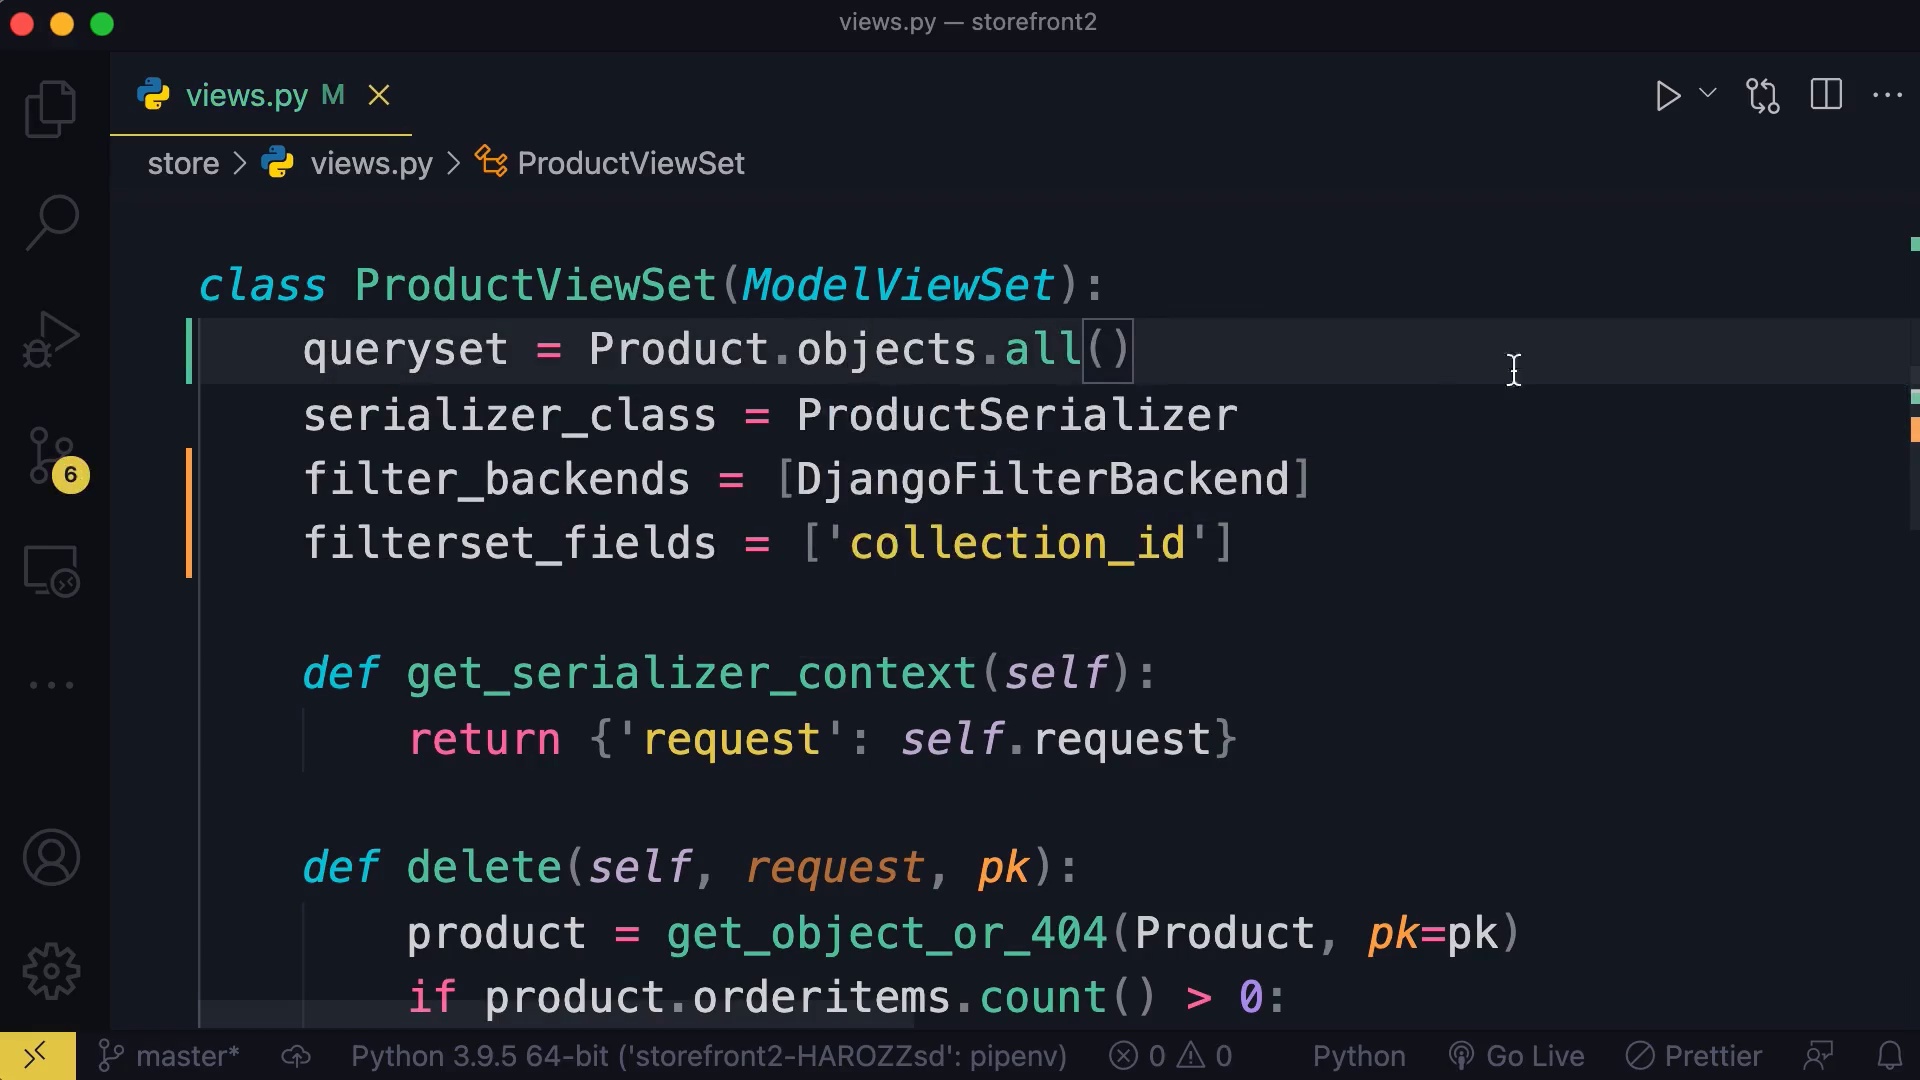 views.py — storefront2
views.py M
store > views.py > ProductViewSet
class ProductViewSet(ModelViewSet):
queryset = Product.objects.all()
serializer_class = ProductSerializer
filter_backends = [DjangoFilterBackend]
filterset_fields = ['collection_id']
def get_serializer_context(self):
return {'request': self.request}
def delete(self, request, pk):
product = get_object_or_404(Product, pk=pk)
if product.orderitems.count() > 0:
6
master* Python 3.9.5 64-bit ('storefront2-HAROZZsd': pipenv) 0 0 Python Go Live Prettier